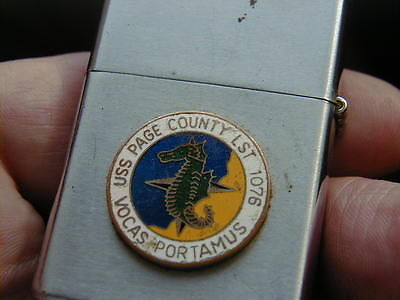 USS PAGE COUNTY LST 1076
VOCAS PORTAMUS